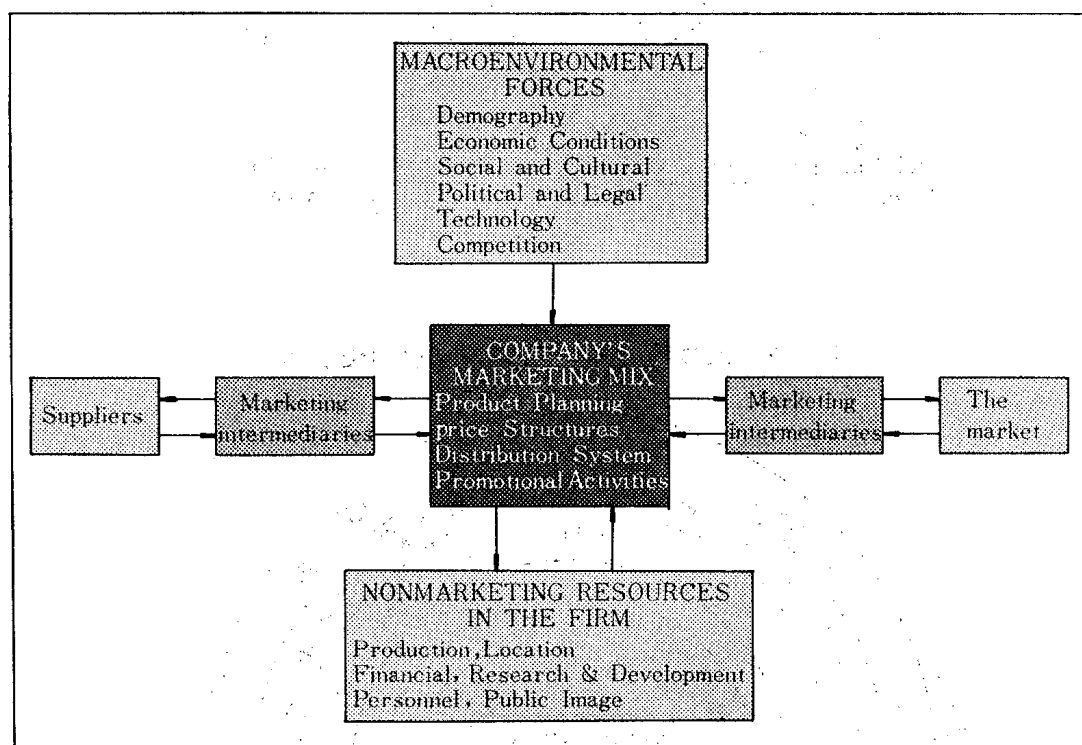 MACROENVIRONMENTAL
FORCES
Demography
Economic Conditions
Social and Cultural
Political and Legal
Technology
Competition
Suppliers
Marketing
intermediaries
COMPANY'S
MARKETING MIX
Product Planning
price Structures
Distribution System
Promotional Activities
Marketing
intermediaries
The
market
NONMARKETING RESOURCES
IN THE FIRM
Production,Location
Financial, Research & Development
Personnel, Public Image